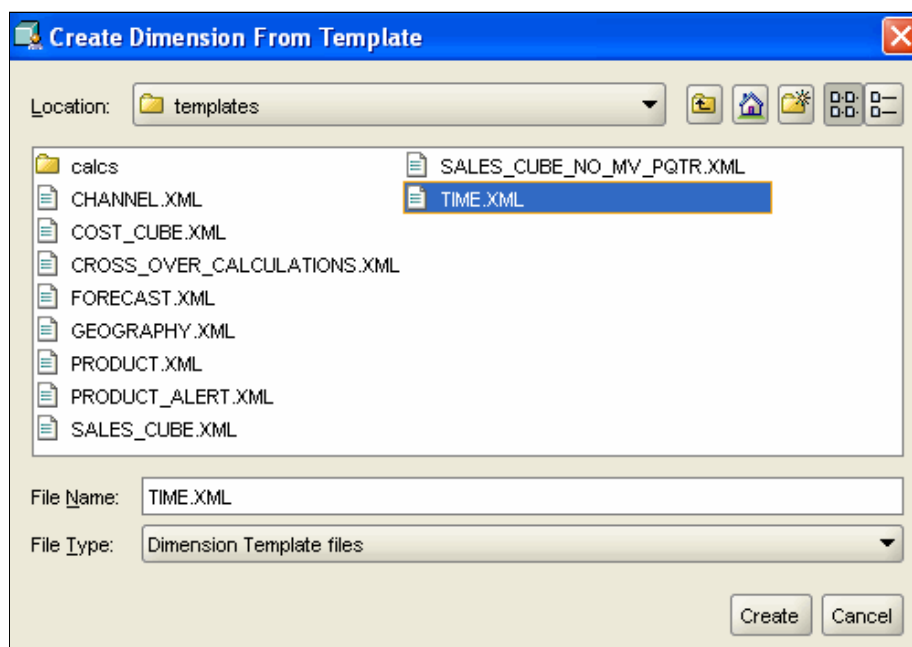 Create Dimension From Template
Location: templates
calcs
CHANNEL.XML
COST_CUBE.XML
CROSS_OVER_CALCULATIONS.XML
FORECAST.XML
GEOGRAPHY.XML
PRODUCT.XML
PRODUCT_ALERT.XML
SALES_CUBE.XML
SALES_CUBE_NO_MV_PQTR.XML
TIME.XML
File Name: TIME.XML
File Type: Dimension Template files
Create Cancel